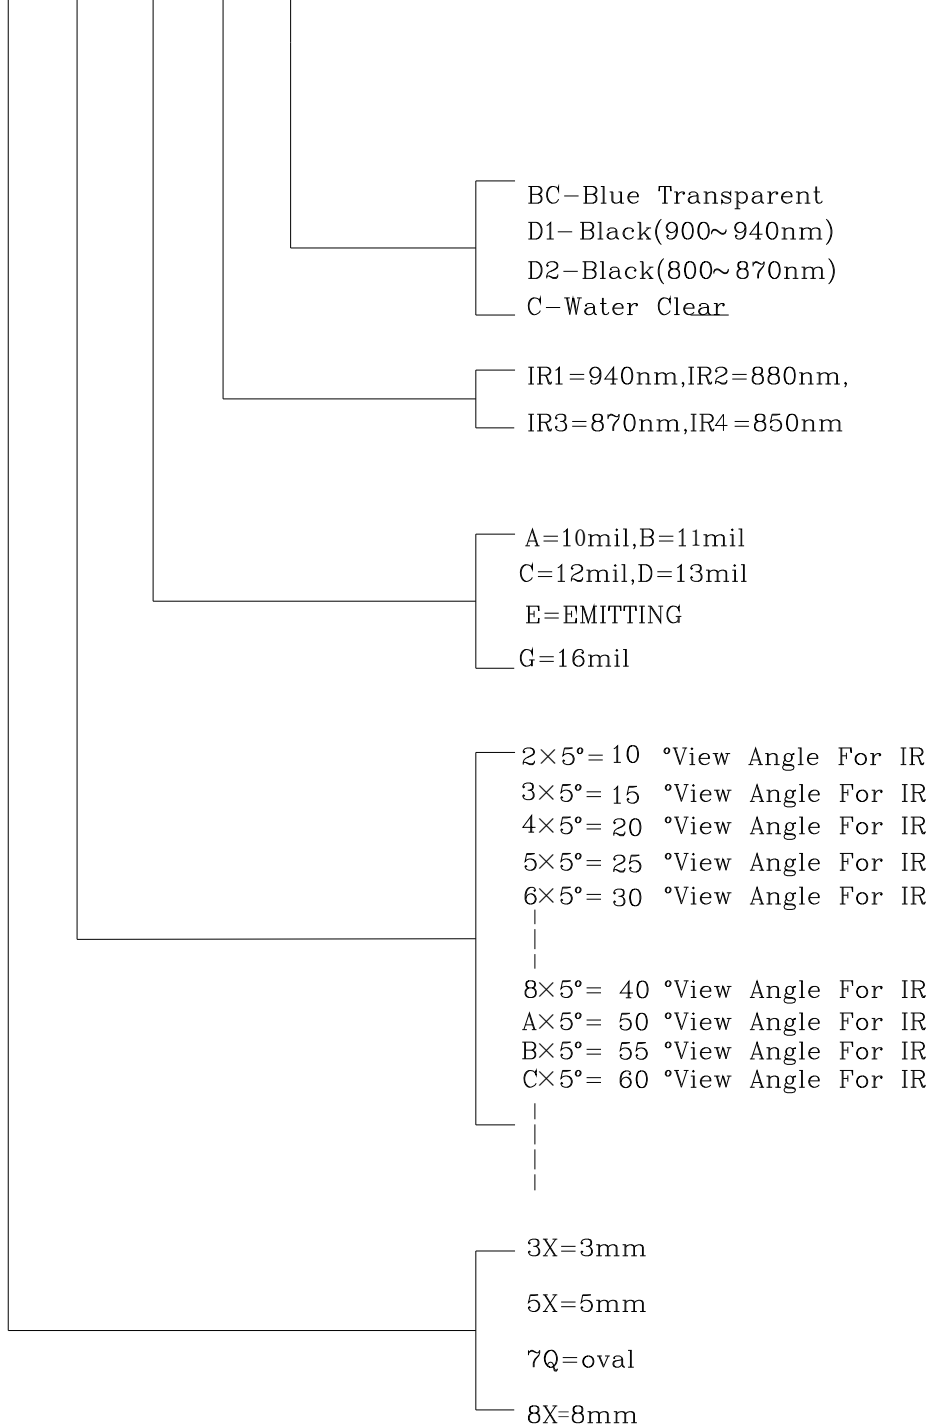 BC-Blue Transparent
D1-Black(900~940nm)
D2-Black(800~870nm)
C-Water Clear
IR1=940nm,IR2=880nm,
IR3=870nm,IR4=850nm
A=10mil,B=11mil
C=12mil,D=13mil
E=EMITTING
G=16mil
2×5°=10 °View Angle For IR
3×5°=15 °View Angle For IR
4×5°=20 °View Angle For IR
5×5°=25 °View Angle For IR
6×5°=30 °View Angle For IR
8×5°= 40 °View Angle For IR
A×5°= 50 °View Angle For IR
B×5°= 55 °View Angle For IR
C×5°= 60 °View Angle For IR
3X=3mm
5X=5mm
7Q=oval
8X=8mm